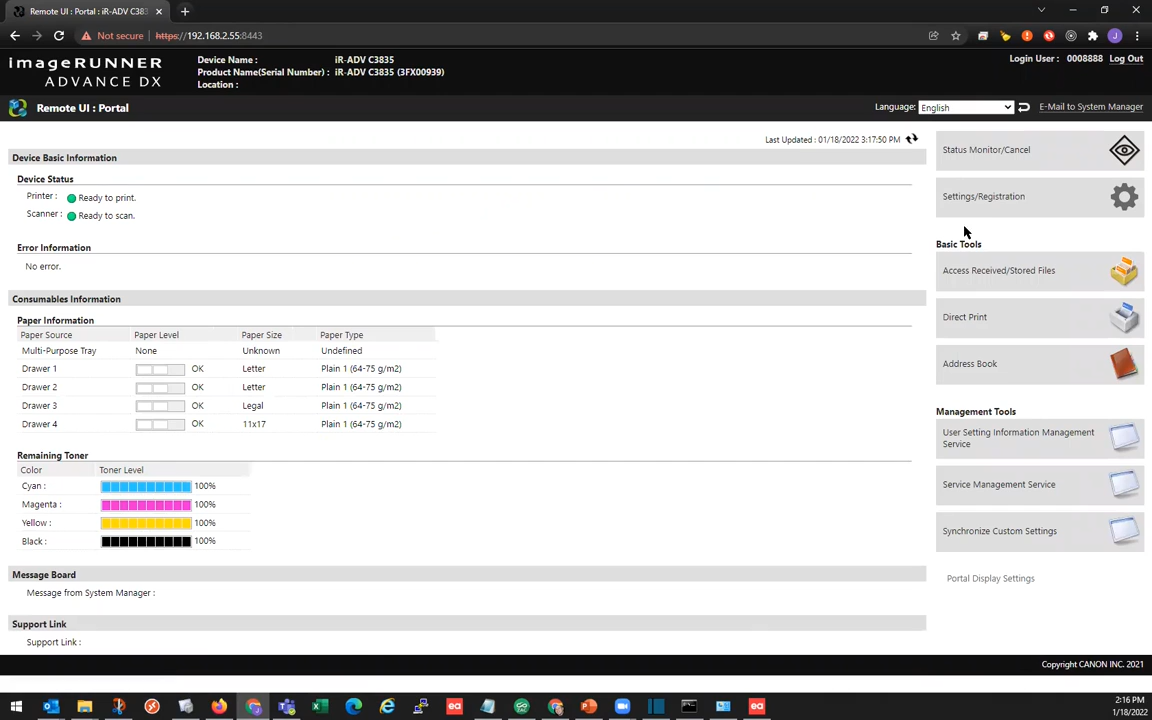 Remote UI : Portal : iR-ADV C383
Not secure | https://192.168.2.55:8443
imageRUNNER
ADVANCE DX
Device Name : iR-ADV C3835
Product Name(Serial Number) : iR-ADV C3835 (3FX00939)
Location :
Login User : 0008888 Log Out
Remote UI : Portal
Language: English E-Mail to System Manager
Last Updated : 01/18/2022 3:17:50 PM
Device Basic Information
Device Status
Printer : Ready to print.
Scanner : Ready to scan.
Error Information
No error.
Consumables Information
Paper Information
Paper Source Paper Level Paper Size Paper Type
Multi-Purpose Tray None Unknown Undefined
Drawer 1 OK Letter Plain 1 (64-75 g/m2)
Drawer 2 OK Letter Plain 1 (64-75 g/m2)
Drawer 3 OK Legal Plain 1 (64-75 g/m2)
Drawer 4 OK 11x17 Plain 1 (64-75 g/m2)
Remaining Toner
Color Toner Level
Cyan : 100%
Magenta : 100%
Yellow : 100%
Black : 100%
Message Board
Message from System Manager :
Support Link
Support Link :
Status Monitor/Cancel
Settings/Registration
Basic Tools
Access Received/Stored Files
Direct Print
Address Book
Management Tools
User Setting Information Management
Service
Service Management Service
Synchronize Custom Settings
Portal Display Settings
Copyright CANON INC. 2021
2:16 PM
1/18/2022